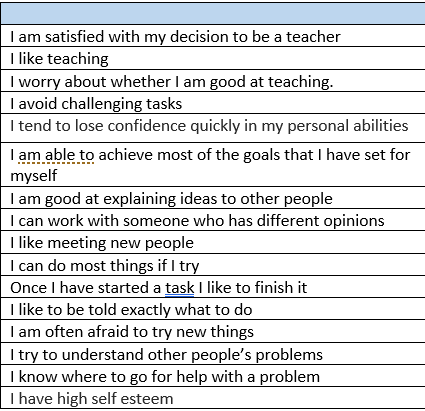 I am satisfied with my decision to be a teacher
I like teaching
I worry about whether I am good at teaching.
I avoid challenging tasks
I tend to lose confidence quickly in my personal abilities
I am able to achieve most of the goals that I have set for
myself
I am good at explaining ideas to other people
I can work with someone who has different opinions
I like meeting new people
I can do most things if I try
Once I have started a task I like to finish it
I like to be told exactly what to do
I am often afraid to try new things
I try to understand other people’s problems
I know where to go for help with a problem
I have high self esteem